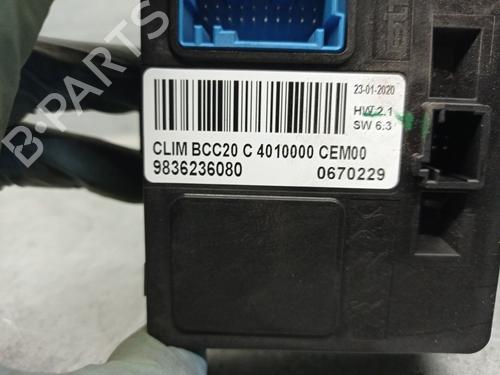 B-PARTS
23-01-2020
HW 2.1
SW 6.3
CLIM BCC20 C 4010000 CEM00
9836236080 0670229